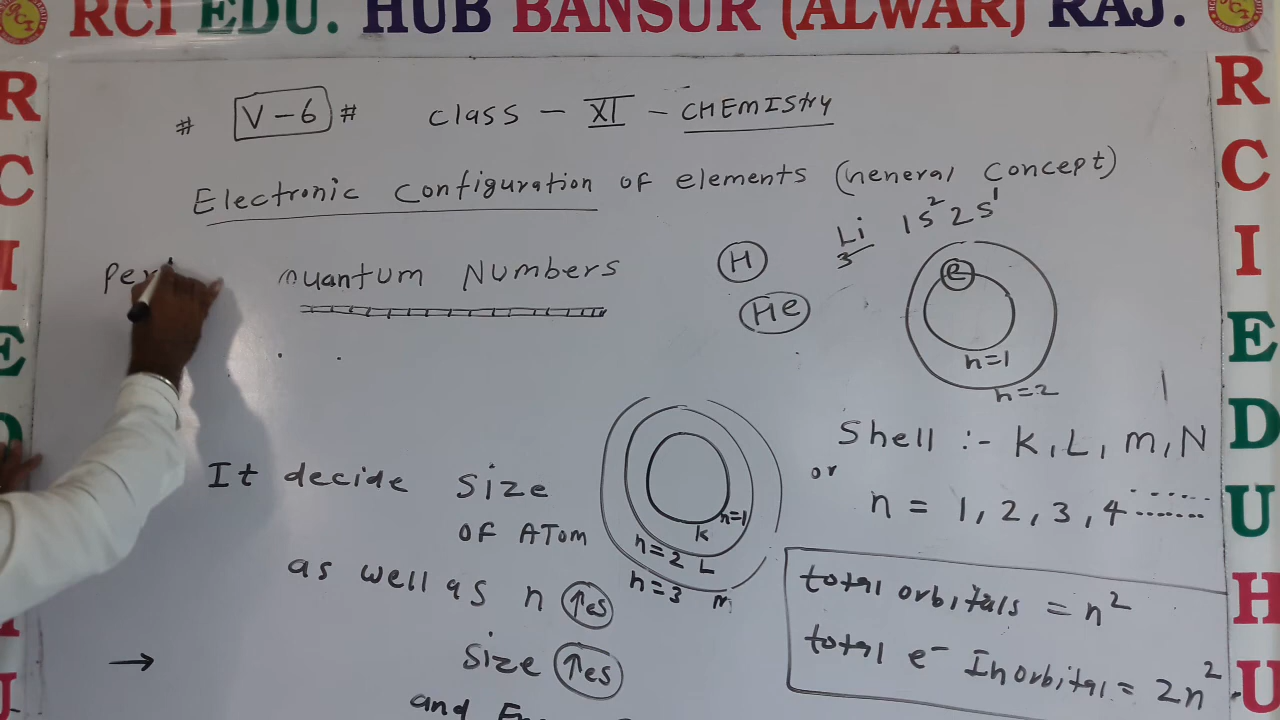 RCI EDU. HUB BANSUR (ALWAR) RAJ.
# V-6 # Class - XI - CHEMIStry
Electronic Configuration of elements (General Concept)
Li 1s² 2s¹
3
Quantum Numbers
H
He
e
n=1
n=2
Shell :- K, L, M, N
or
n = 1, 2, 3, 4 ............
It decide size
OF ATOM
as well as n ↑es
size ↑es
→
and
n=1
K
n=2 L
n=3 M
total orbitals = n²
total e⁻ In orbital = 2n².
R
C
I
E
D
U
R
C
I
E
D
U
H
U